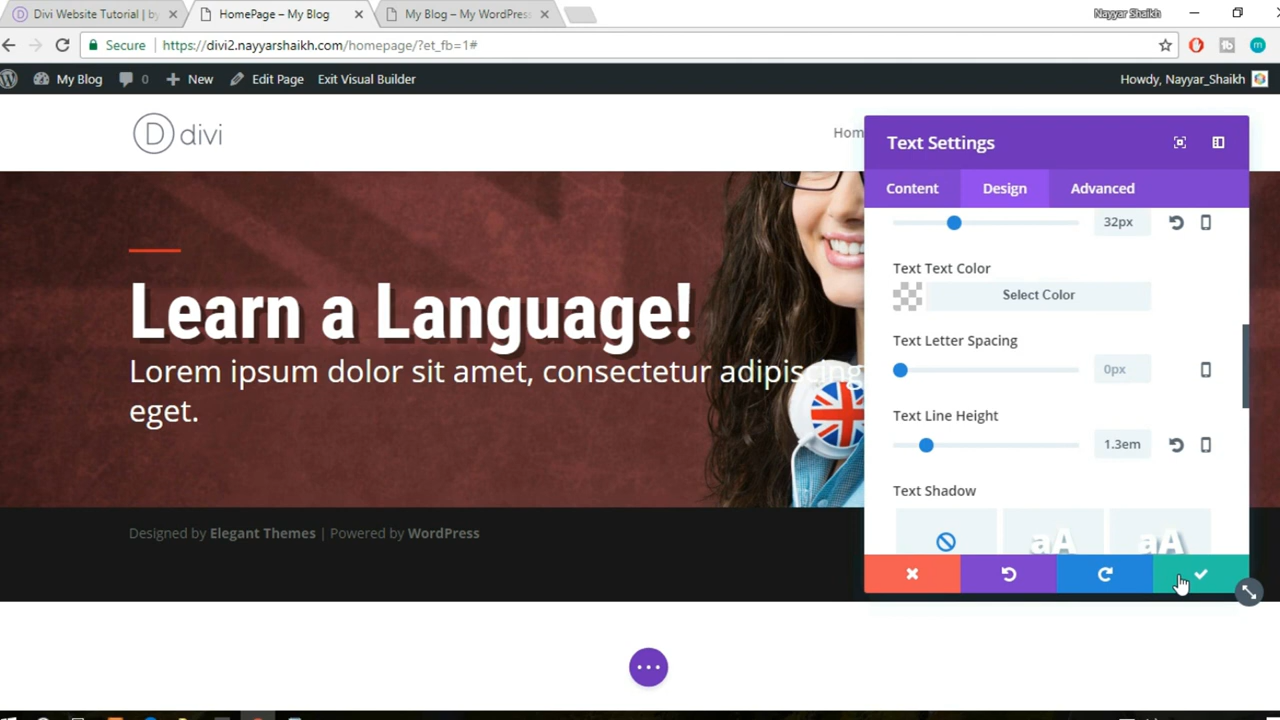 Divi Website Tutorial | by
HomePage – My Blog
My Blog – My WordPress
Nayyar Shaikh
Secure
https://divi2.nayyarshaikh.com/homepage/?et_fb=1#
My Blog
0
New
Edit Page
Exit Visual Builder
Howdy, Nayyar_Shaikh
D divi
Hom
Learn a Language!
Lorem ipsum dolor sit amet, consectetur adipiscing
eget.
Designed by Elegant Themes | Powered by WordPress
Text Settings
Content
Design
Advanced
32px
Text Text Color
Select Color
Text Letter Spacing
0px
Text Line Height
1.3em
Text Shadow
aA
aA